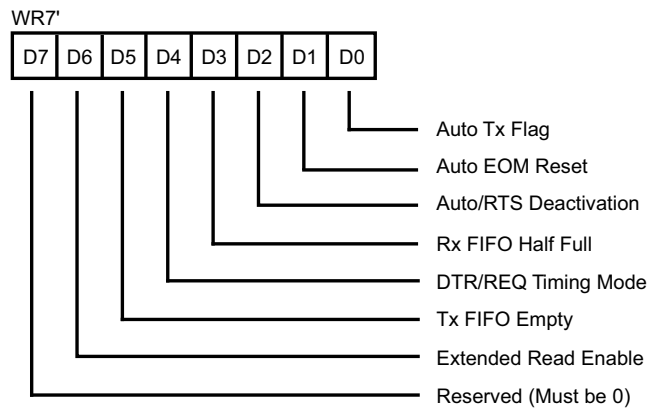 WR7'
D7 D6 D5 D4 D3 D2 D1 D0
Auto Tx Flag
Auto EOM Reset
Auto/RTS Deactivation
Rx FIFO Half Full
DTR/REQ Timing Mode
Tx FIFO Empty
Extended Read Enable
Reserved (Must be 0)